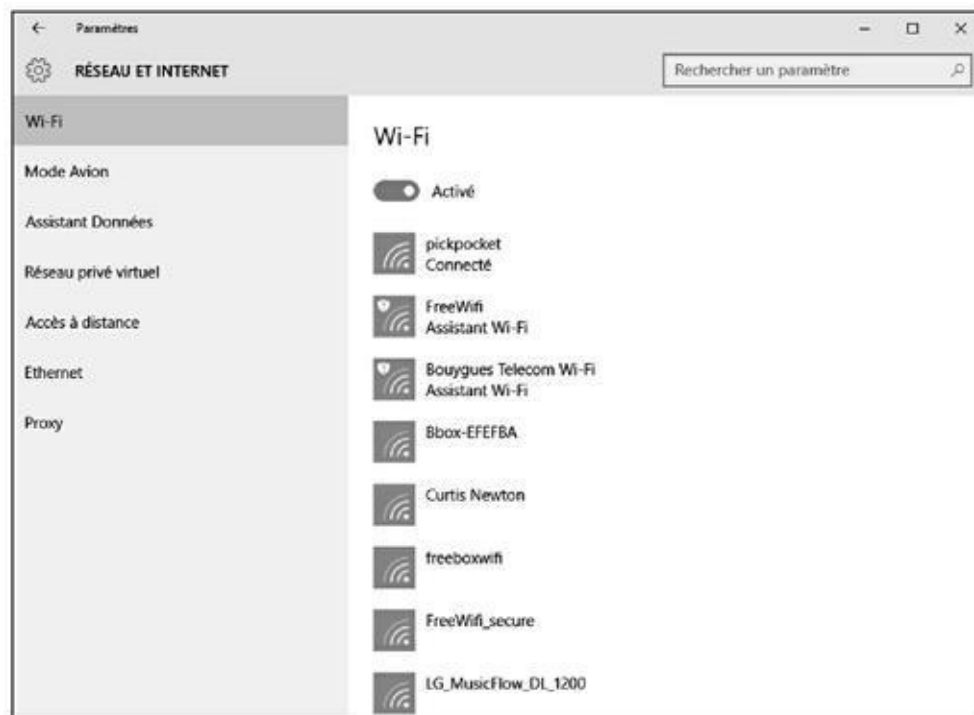 Paramètres
RÉSEAU ET INTERNET
Rechercher un paramètre
Wi-Fi
Mode Avion
Assistant Données
Réseau privé virtuel
Accès à distance
Ethernet
Proxy
Wi-Fi
Activé
pickpocket
Connecté
FreeWifi
Assistant Wi-Fi
Bouygues Telecom Wi-Fi
Assistant Wi-Fi
Bbox-EFEFBA
Curtis Newton
freeboxwifi
FreeWifi_secure
LG_MusicFlow_DL_1200